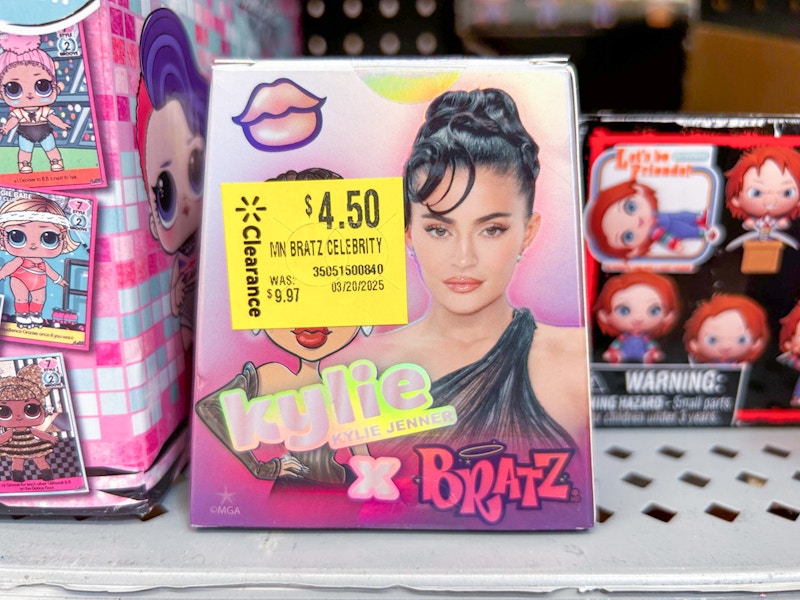 $4.50
MN BRATZ CELEBRITY
35051500840
WAS:
$9.97
03/20/2025
Clearance
kylie
KYLIE JENNER
x BRATZ
©MGA
Let's be
Friends!
WARNING:
HAZARD - Small parts
children under 3 years